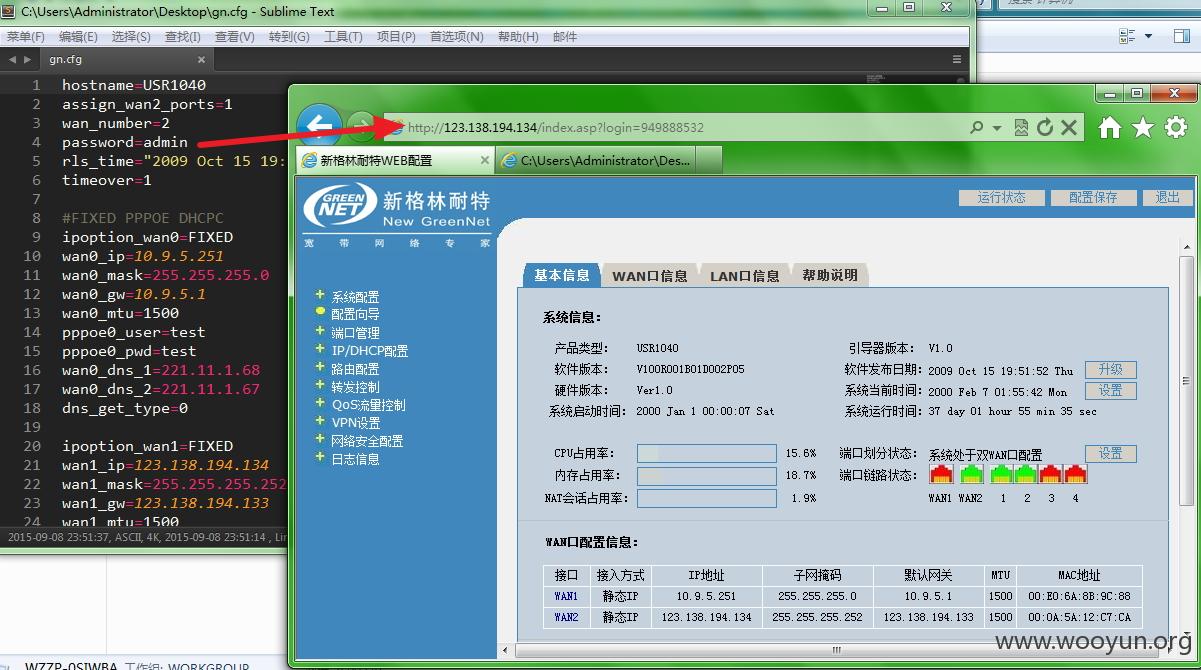 C:\Users\Administrator\Desktop\gn.cfg - Sublime Text
菜单(F) 编辑(E) 选择(S) 查找(I) 查看(V) 转到(G) 工具(T) 项目(P) 首选项(N) 帮助(H) 邮件
gn.cfg
1 hostname=USR1040
2 assign_wan2_ports=1
3 wan_number=2
4 password=admin
5 rls_time="2009 Oct 15 19:
6 timeover=1
7
8 #FIXED PPPOE DHCPC
9 ipoption_wan0=FIXED
10 wan0_ip=10.9.5.251
11 wan0_mask=255.255.255.0
12 wan0_gw=10.9.5.1
13 wan0_mtu=1500
14 pppoe0_user=test
15 pppoe0_pwd=test
16 wan0_dns_1=221.11.1.68
17 wan0_dns_2=221.11.1.67
18 dns_get_type=0
19
20 ipoption_wan1=FIXED
21 wan1_ip=123.138.194.134
22 wan1_mask=255.255.255.252
23 wan1_gw=123.138.194.133
24 wan1_mtu=1500
2015-09-08 23:51:37, ASCII, 4K, 2015-09-08 23:51:14 , Lin
http://123.138.194.134/index.asp?login=949888532
新格林耐特WEB配置
C:\Users\Administrator\Des...
GREEN NET 新格林耐特
New GreenNet
宽 带 网 络 专 家
运行状态 配置保存 退出
系统配置
配置向导
端口管理
IP/DHCP配置
路由配置
转发控制
QoS流量控制
VPN设置
网络安全配置
日志信息
基本信息 WAN口信息 LAN口信息 帮助说明
系统信息：
产品类型： USR1040 引导器版本： V1.0
软件版本： V100R001B01D002P05 软件发布日期： 2009 Oct 15 19:51:52 Thu 升级
硬件版本： Ver1.0 系统当前时间： 2000 Feb 7 01:55:42 Mon 设置
系统启动时间： 2000 Jan 1 00:00:07 Sat 系统运行时间： 37 day 01 hour 55 min 35 sec
CPU占用率： 15.6% 端口划分状态： 系统处于双WAN口配置 设置
内存占用率： 18.7% 端口链路状态：
NAT会话占用率： 1.9% WAN1 WAN2 1 2 3 4
WAN口配置信息：
接口 接入方式 IP地址 子网掩码 默认网关 MTU MAC地址
WAN1 静态IP 10.9.5.251 255.255.255.0 10.9.5.1 1500 00:E0:6A:8B:9C:88
WAN2 静态IP 123.138.194.134 255.255.255.252 123.138.194.133 1500 00:0A:5A:12:C7:CA
www.wooyun.org
WZZP-0SIWBA 工作组: WORKGROUP